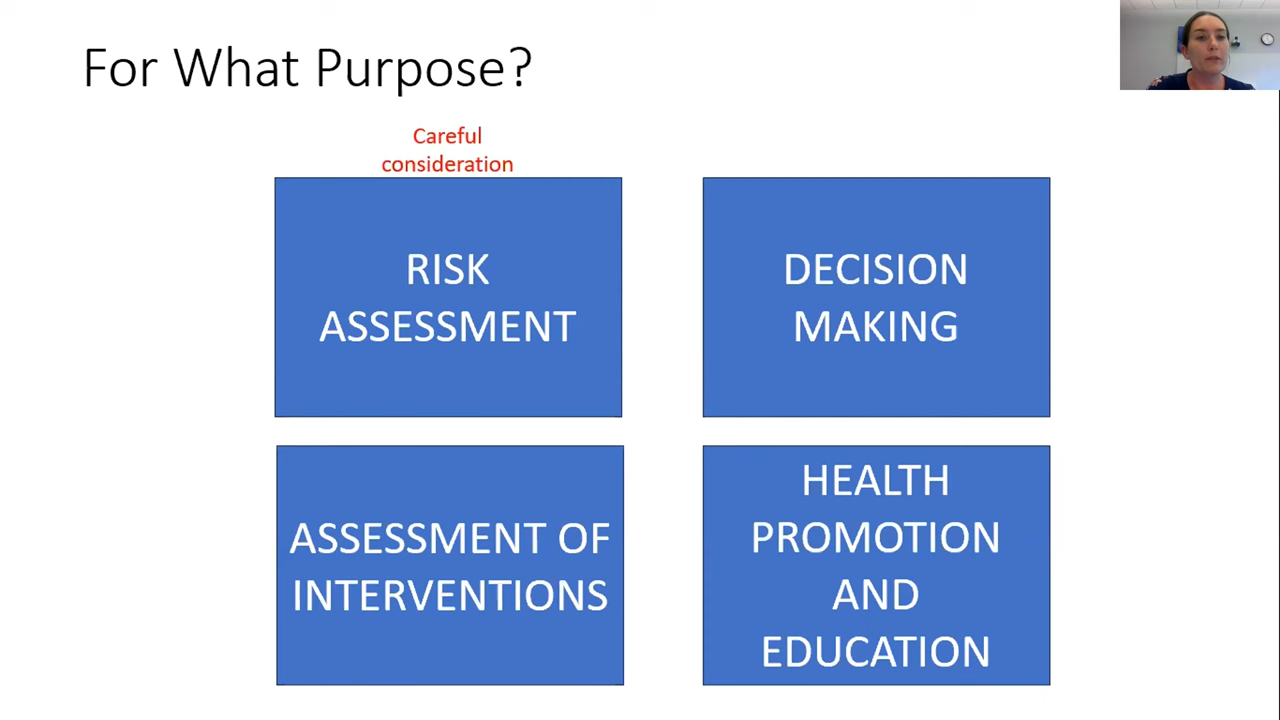 For What Purpose?
Careful
consideration
RISK
ASSESSMENT
DECISION
MAKING
ASSESSMENT OF
INTERVENTIONS
HEALTH
PROMOTION
AND
EDUCATION